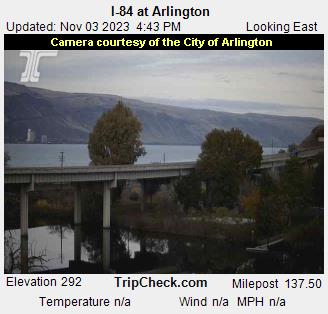 I-84 at Arlington
Updated: Nov 03 2023 4:43 PM Looking East
Camera courtesy of the City of Arlington
Elevation 292 TripCheck.com Milepost 137.50
Temperature n/a Wind n/a MPH n/a